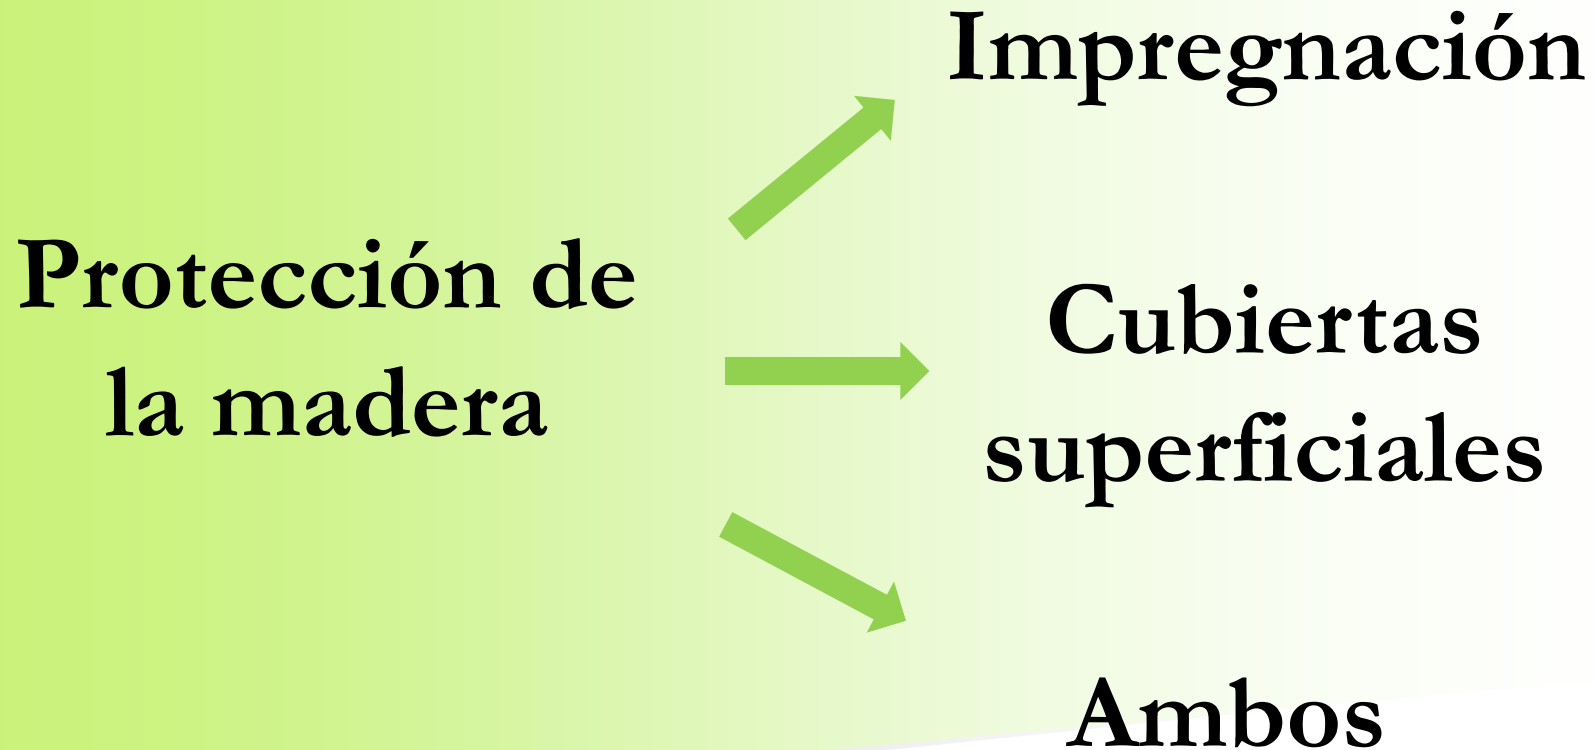 Protección de
la madera
Impregnación
Cubiertas
superficiales
Ambos